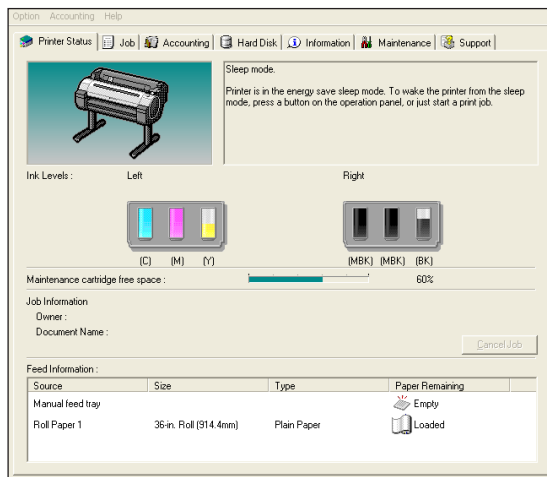 Option Accounting Help
Printer Status Job Accounting Hard Disk Information Maintenance Support
Sleep mode.
Printer is in the energy save sleep mode. To wake the printer from the sleep
mode, press a button on the operation panel, or just start a print job.
Ink Levels : Left Right
(C) (M) (Y) (MBK) (MBK) (BK)
Maintenance cartridge free space : 60%
Job Information
Owner :
Document Name :
Cancel Job
Feed Information :
Source Size Type Paper Remaining
Manual feed tray Empty
Roll Paper 1 36-in. Roll (914.4mm) Plain Paper Loaded